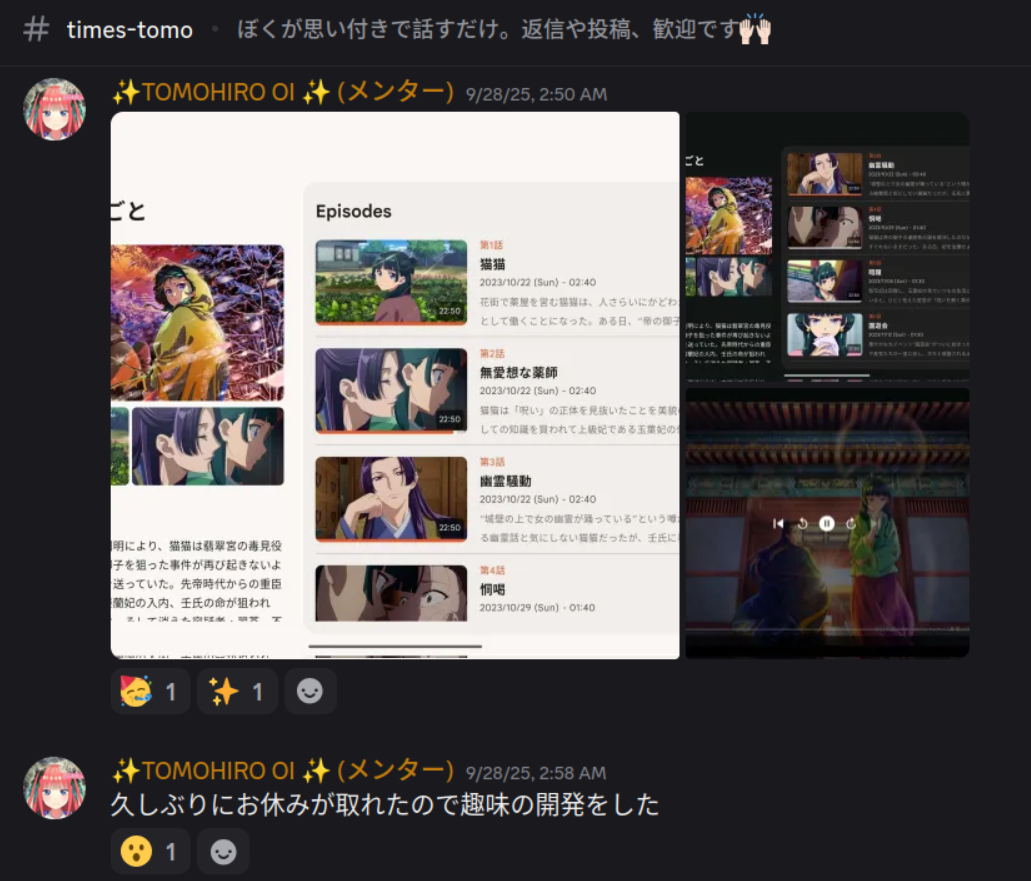 # times-tomo • ぼくが思い付きで話すだけ。返信や投稿、歓迎です🙌🏻
✨TOMOHIRO OI ✨ (メンター) 9/28/25, 2:50 AM
ごと
Episodes
22:50
第1話
猫猫
2023/10/22 (Sun) - 02:40
花街で薬屋を営む猫猫は、人さらいにかどわ
として働くことになった。ある日、“帝の御子
22:50
第2話
無愛想な薬師
2023/10/22 (Sun) - 02:40
猫猫は「呪い」の正体を見抜いたことを美貌
しての知識を買われて上級妃である玉葉妃の
22:50
第3話
幽霊騒動
2023/10/22 (Sun) - 02:40
“城壁の上で女の幽霊が踊っている”という噂
る幽霊話と気にしない猫猫だったが、壬氏に
第4話
恫喝
2023/10/29 (Sun) - 01:40
明により、猫猫は翡翠宮の毒見役
子を狙った事件が再び起きないよ
送っていた。先帝時代からの重臣
蘭妃の入内、壬氏の命が狙われ
ごと
幽霊騒動
恫喝
園遊会
🥳 1 ✨ 1
✨TOMOHIRO OI ✨ (メンター) 9/28/25, 2:58 AM
久しぶりにお休みが取れたので趣味の開発をした
😮 1